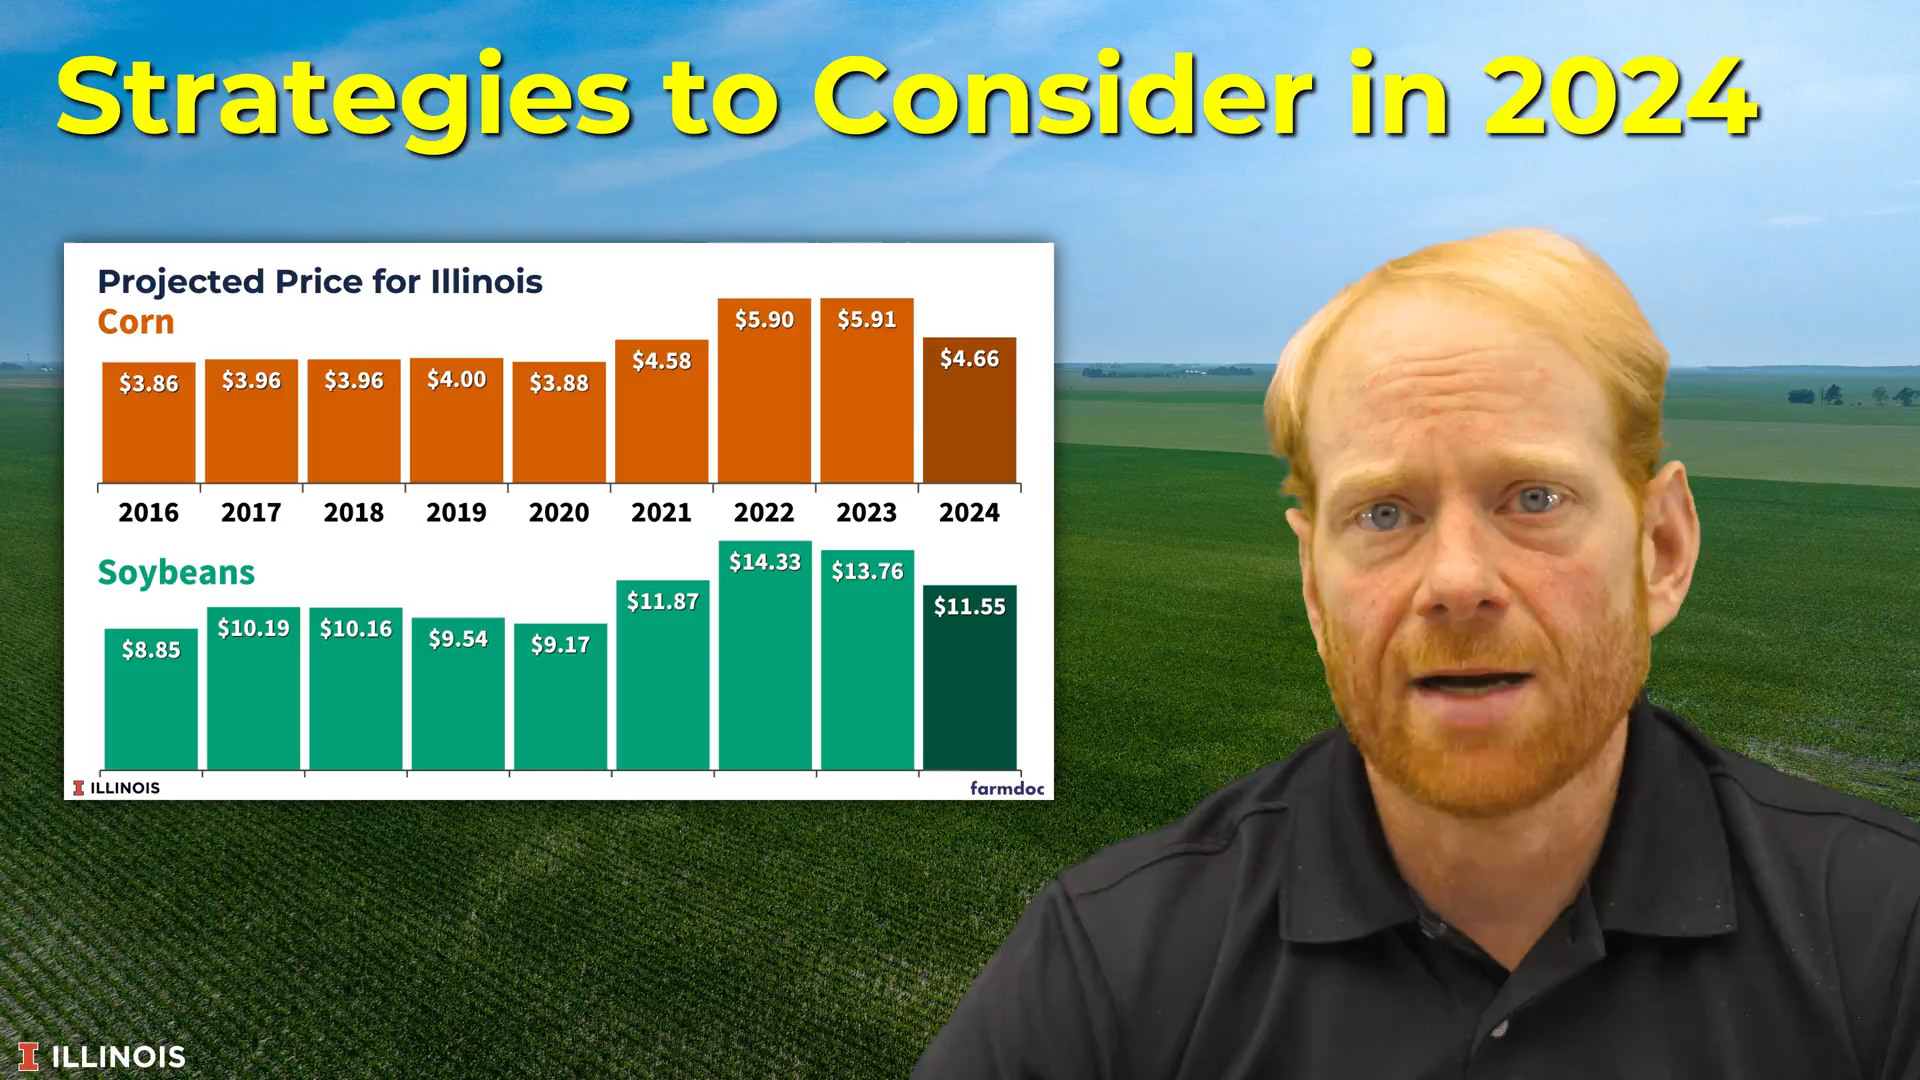 Strategies to Consider in 2024
Projected Price for Illinois
Corn
$3.86 $3.96 $3.96 $4.00 $3.88 $4.58 $5.90 $5.91 $4.66
2016 2017 2018 2019 2020 2021 2022 2023 2024
Soybeans
$8.85 $10.19 $10.16 $9.54 $9.17 $11.87 $14.33 $13.76 $11.55
I ILLINOIS
farmdoc
I ILLINOIS